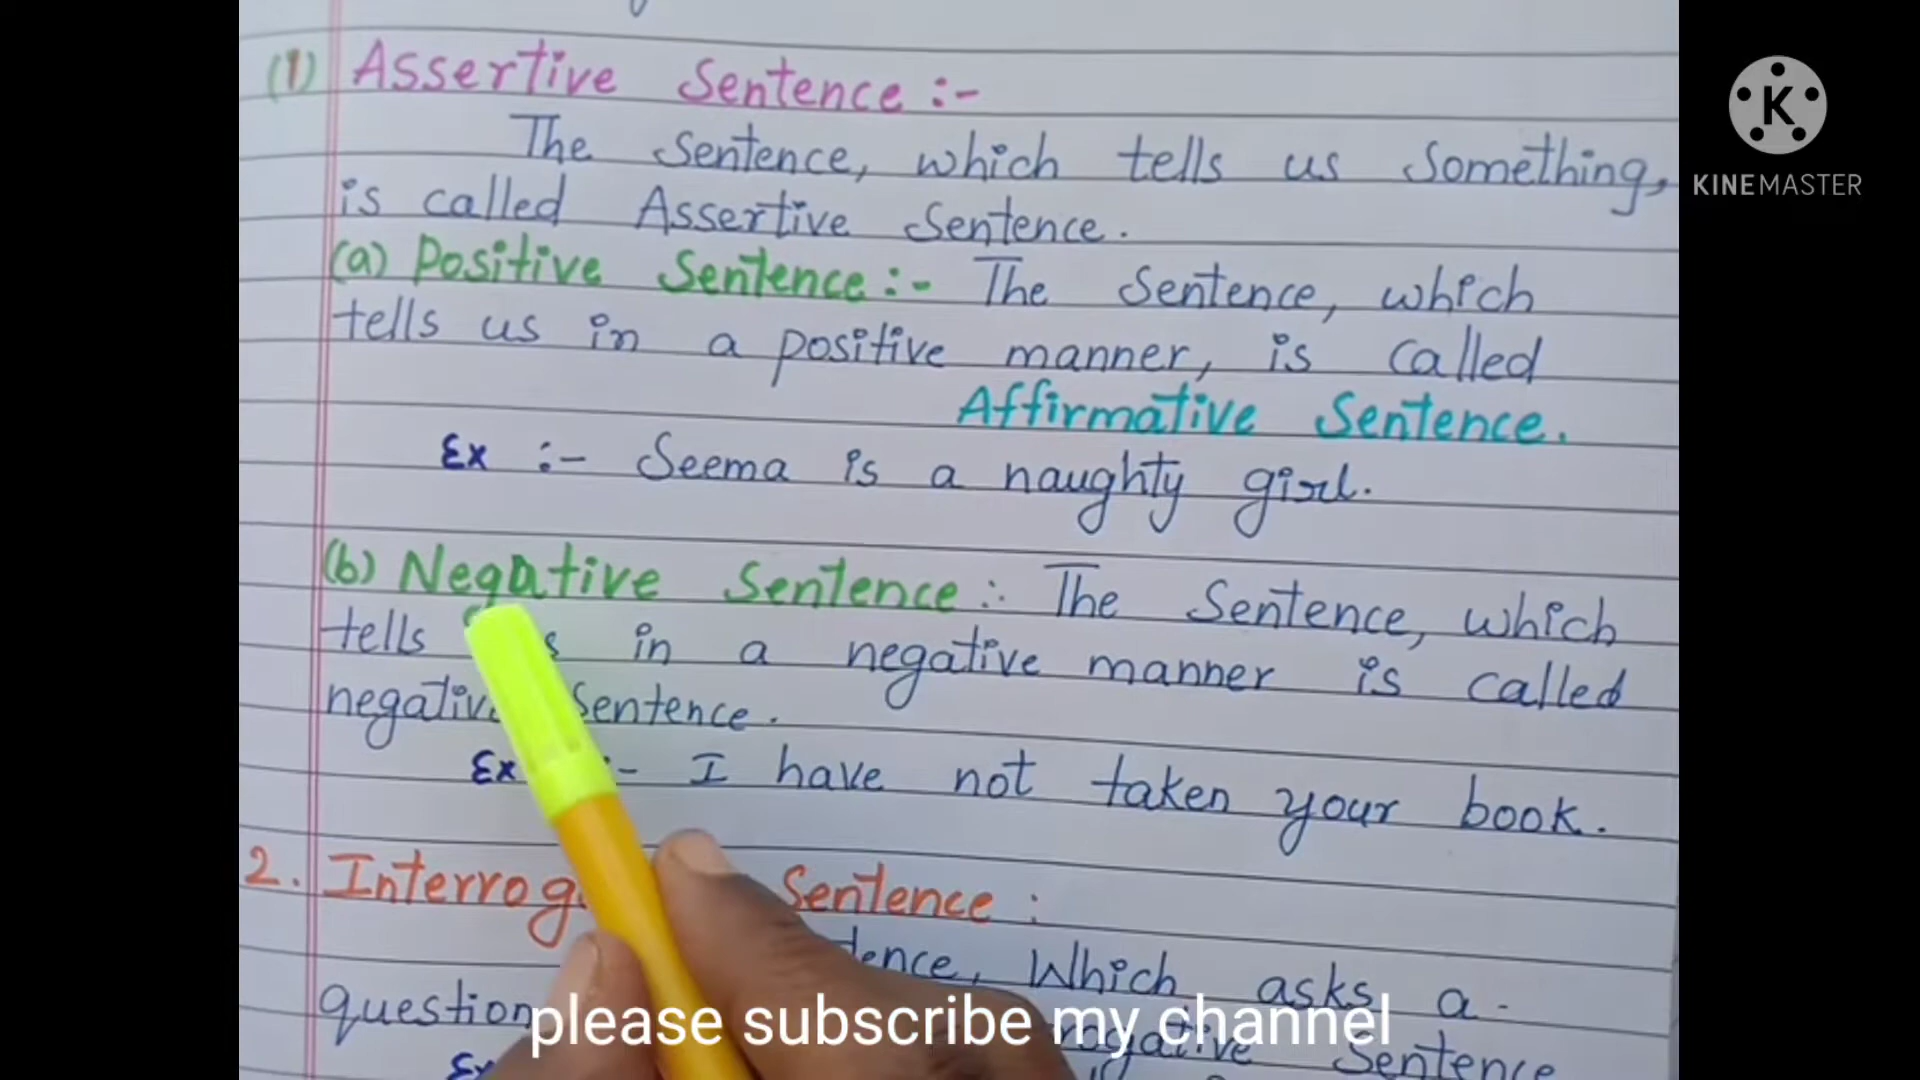 (1) Assertive Sentence :-
The Sentence, which tells us Something,
is called Assertive Sentence.
(a) Positive Sentence :- The Sentence, which
tells us in a positive manner, is called
Affirmative Sentence.
Ex :- Seema is a naughty girl.
(b) Negative Sentence : The Sentence, which
tells in a negative manner is called
negative Sentence.
Ex :- I have not taken your book.
2. Sentence :
Which asks a -
question Sentence
Ex
please subscribe my channel
K
KINEMASTER